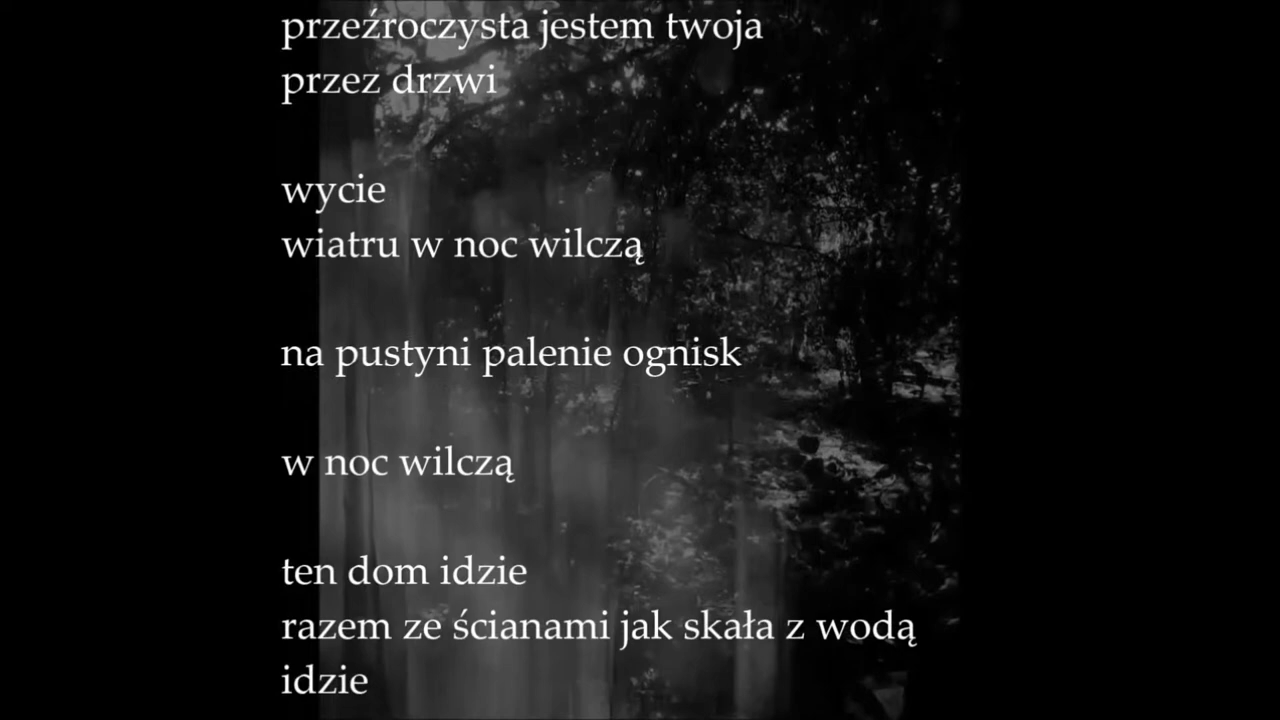 przeźroczysta jestem twoja
przez drzwi
wycie
wiatru w noc wilczą
na pustyni palenie ognisk
w noc wilczą
ten dom idzie
razem ze ścianami jak skała z wodą
idzie